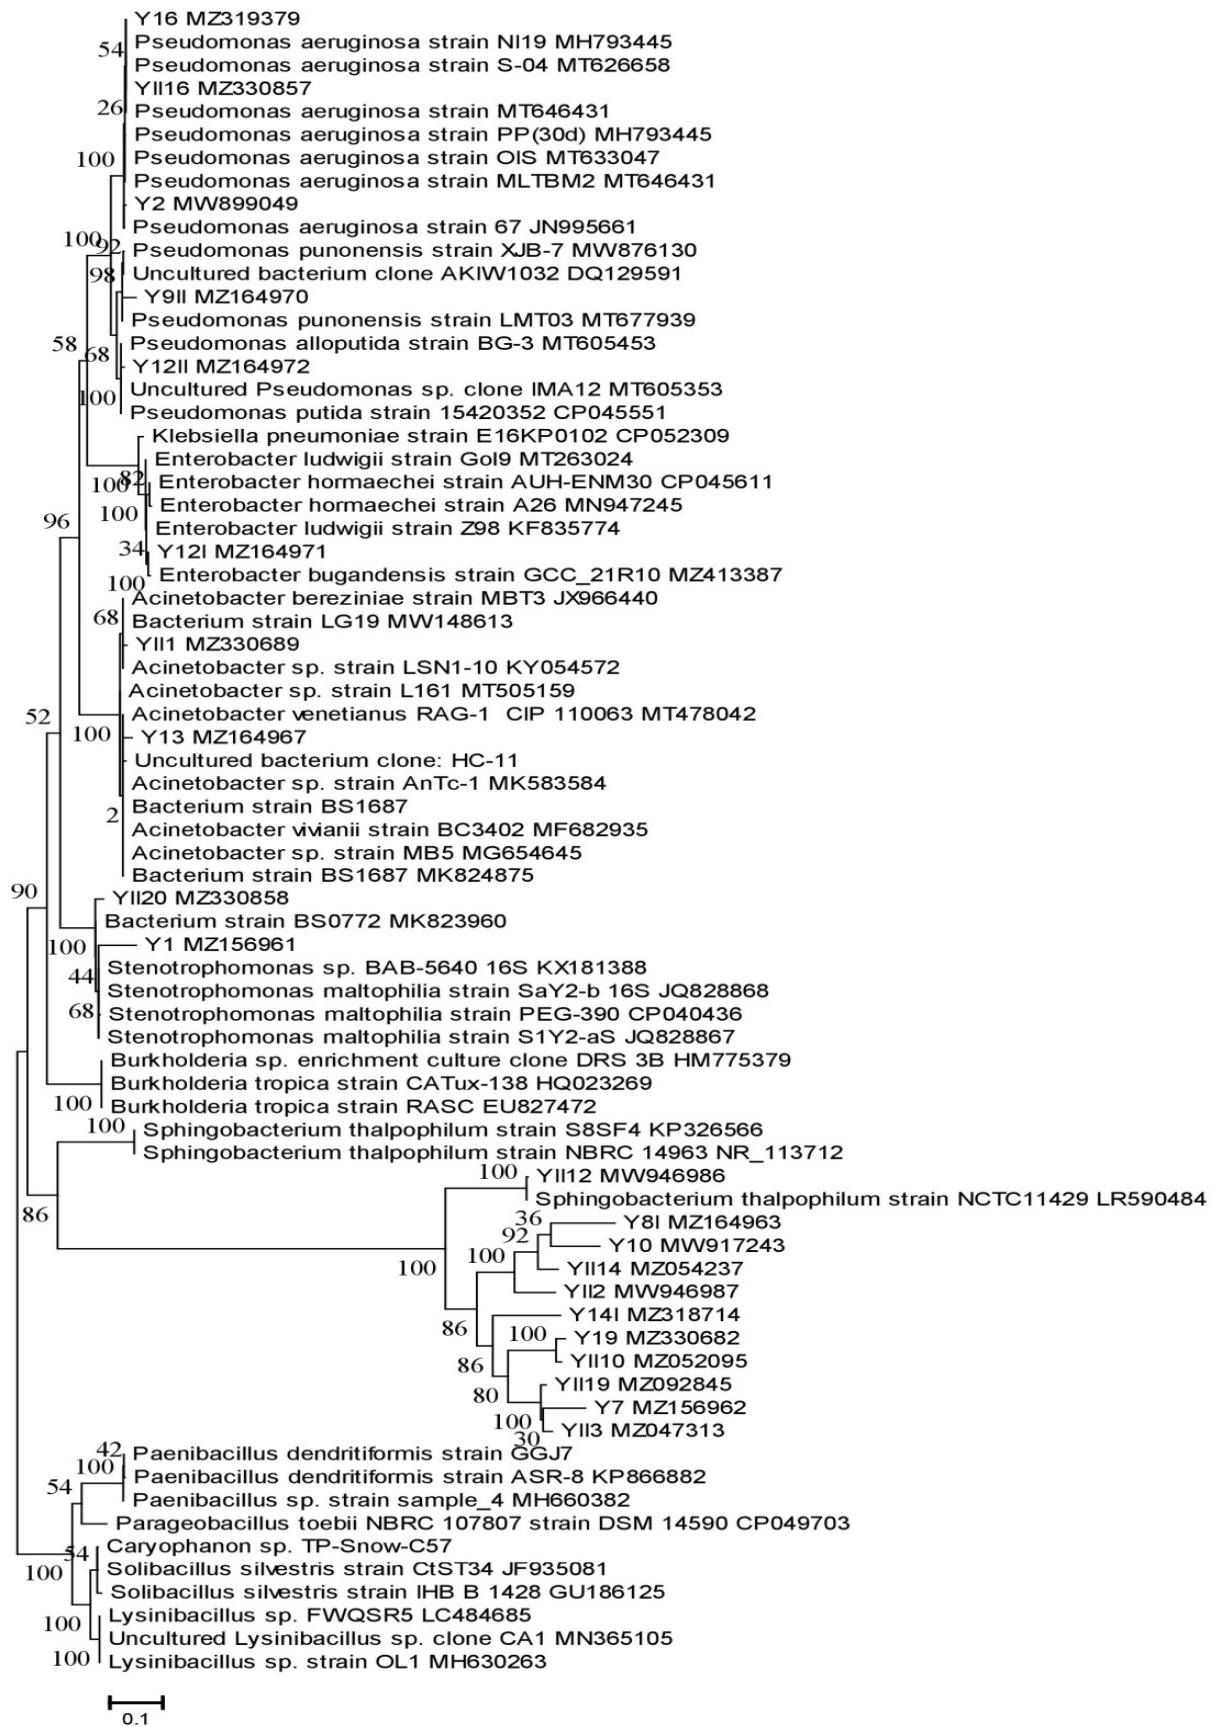 Y16 MZ319379
54
Pseudomonas aeruginosa strain NI19 MH793445
Pseudomonas aeruginosa strain S-04 MT626658
YII16 MZ330857
26
Pseudomonas aeruginosa strain MT646431
Pseudomonas aeruginosa strain PP(30d) MH793445
100
Pseudomonas aeruginosa strain OIS MT633047
Pseudomonas aeruginosa strain MLTBM2 MT646431
Y2 MW899049
Pseudomonas aeruginosa strain 67 JN995661
100
92
Pseudomonas punonensis strain XJB-7 MW876130
98
Uncultured bacterium clone AKIW1032 DQ129591
Y9II MZ164970
Pseudomonas punonensis strain LMT03 MT677939
58
68
Pseudomonas alloputida strain BG-3 MT605453
Y12II MZ164972
100
Uncultured Pseudomonas sp. clone IMA12 MT605353
Pseudomonas putida strain 15420352 CP045551
Klebsiella pneumoniae strain E16KP0102 CP052309
Enterobacter ludwigii strain Gol9 MT263024
100
82
Enterobacter hormaechei strain AUH-ENM30 CP045611
100
Enterobacter hormaechei strain A26 MN947245
96
Enterobacter ludwigii strain Z98 KF835774
34
Y12I MZ164971
100
Enterobacter bugandensis strain GCC_21R10 MZ413387
Acinetobacter bereziniae strain MBT3 JX966440
68
Bacterium strain LG19 MW148613
YII1 MZ330689
Acinetobacter sp. strain LSN1-10 KY054572
Acinetobacter sp. strain L161 MT505159
52
Acinetobacter venetianus RAG-1 CIP 110063 MT478042
100
Y13 MZ164967
Uncultured bacterium clone: HC-11
Acinetobacter sp. strain AnTc-1 MK583584
2
Bacterium strain BS1687
Acinetobacter vivianii strain BC3402 MF682935
Acinetobacter sp. strain MB5 MG654645
Bacterium strain BS1687 MK824875
90
YII20 MZ330858
Bacterium strain BS0772 MK823960
100
Y1 MZ156961
44
Stenotrophomonas sp. BAB-5640 16S KX181388
Stenotrophomonas maltophilia strain SaY2-b 16S JQ828868
68
Stenotrophomonas maltophilia strain PEG-390 CP040436
Stenotrophomonas maltophilia strain S1Y2-aS JQ828867
Burkholderia sp. enrichment culture clone DRS 3B HM775379
Burkholderia tropica strain CATux-138 HQ023269
100
Burkholderia tropica strain RASC EU827472
100
Sphingobacterium thalpophilum strain S8SF4 KP326566
Sphingobacterium thalpophilum strain NBRC 14963 NR_113712
100
YII12 MW946986
Sphingobacterium thalpophilum strain NCTC11429 LR590484
86
36
Y8I MZ164963
92
Y10 MW917243
100
100
YII14 MZ054237
YII2 MW946987
86
Y14I MZ318714
100
Y19 MZ330682
86
YII10 MZ052095
80
YII19 MZ092845
100
Y7 MZ156962
30
YII3 MZ047313
42
Paenibacillus dendritiformis strain GGJ7
100
Paenibacillus dendritiformis strain ASR-8 KP866882
54
Paenibacillus sp. strain sample_4 MH660382
Parageobacillus toebii NBRC 107807 strain DSM 14590 CP049703
54
Caryophanon sp. TP-Snow-C57
100
Solibacillus silvestris strain CtST34 JF935081
Solibacillus silvestris strain IHB B 1428 GU186125
100
Lysinibacillus sp. FWQSR5 LC484685
Uncultured Lysinibacillus sp. clone CA1 MN365105
100
Lysinibacillus sp. strain OL1 MH630263
0.1